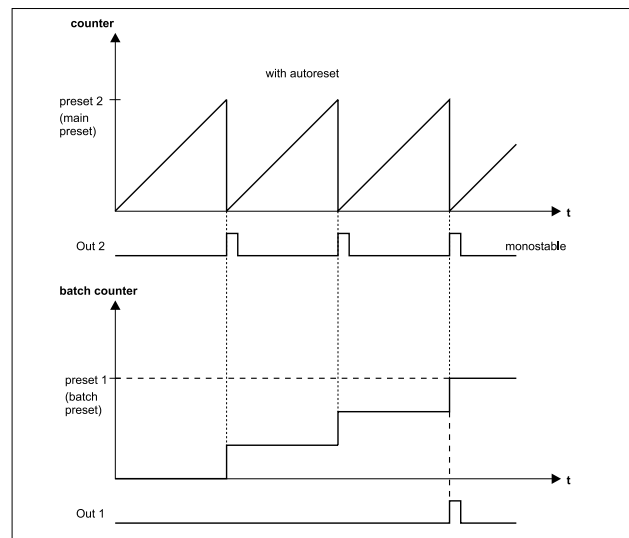 counter
with autoreset
preset 2
(main
preset)
t
Out 2
monostable
batch counter
preset 1
(batch
preset)
t
Out 1